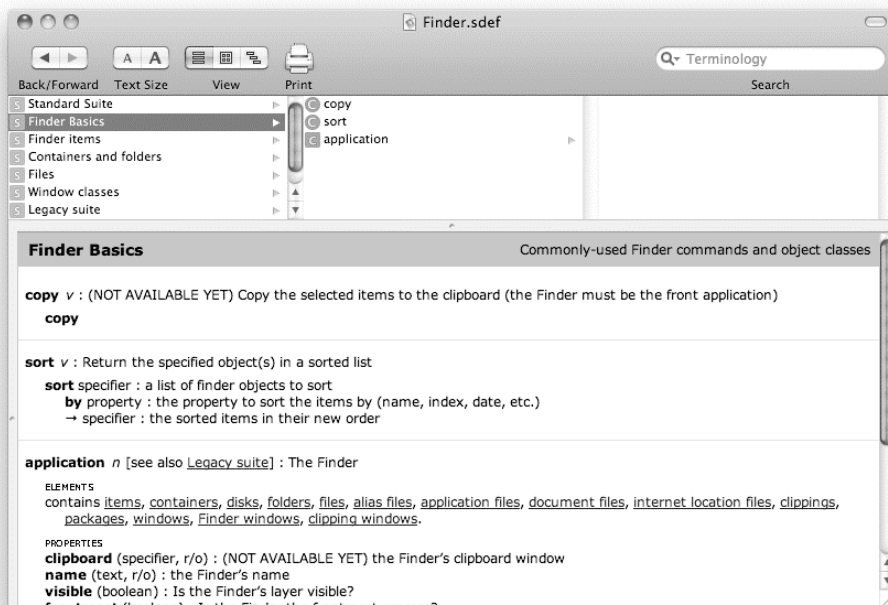 Finder.sdef
A A
Terminology
Back/Forward Text Size View Print Search
S Standard Suite
S Finder Basics
S Finder items
S Containers and folders
S Files
S Window classes
S Legacy suite
C copy
C sort
C application
Finder Basics Commonly-used Finder commands and object classes
copy v : (NOT AVAILABLE YET) Copy the selected items to the clipboard (the Finder must be the front application)
copy
sort v : Return the specified object(s) in a sorted list
sort specifier : a list of finder objects to sort
by property : the property to sort the items by (name, index, date, etc.)
→ specifier : the sorted items in their new order
application n [see also Legacy suite] : The Finder
ELEMENTS
contains items, containers, disks, folders, files, alias files, application files, document files, internet location files, clippings,
packages, windows, Finder windows, clipping windows.
PROPERTIES
clipboard (specifier, r/o) : (NOT AVAILABLE YET) the Finder's clipboard window
name (text, r/o) : the Finder's name
visible (boolean) : Is the Finder's layer visible?